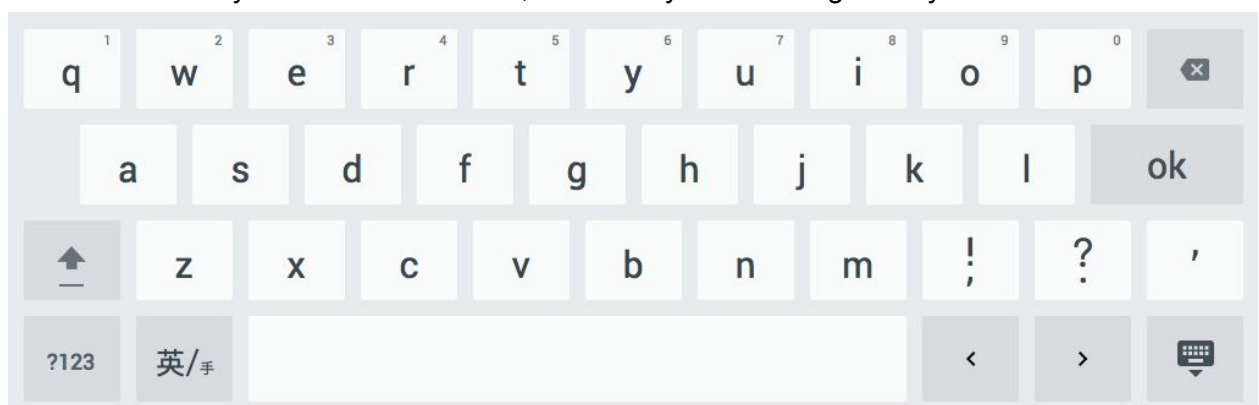 1 2 3 4 5 6 7 8 9 0
q w e r t y u i o p
a s d f g h j k l ok
z x c v b n m ! , ? . '
?123 英/手 < >